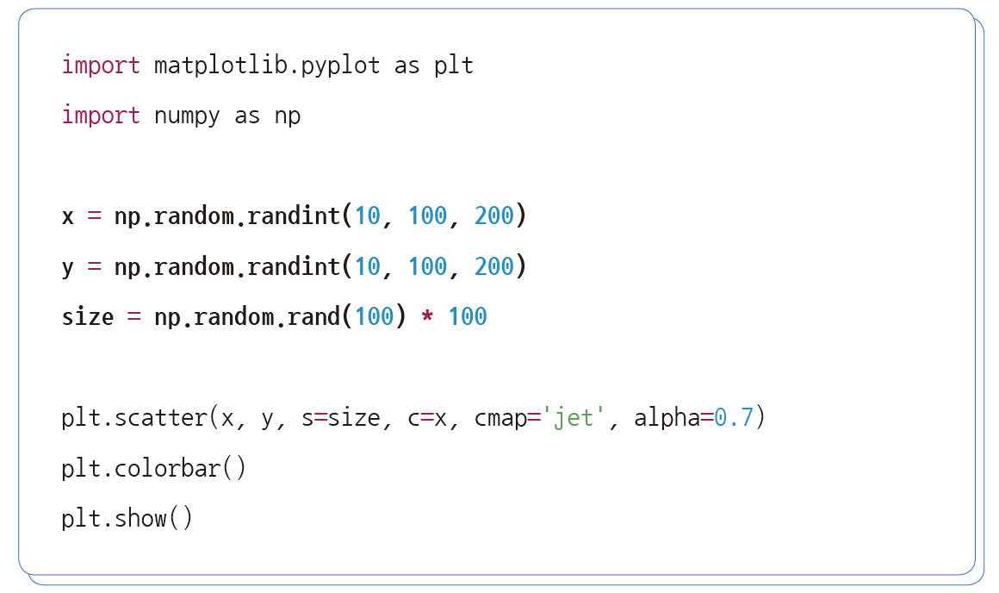 import matplotlib.pyplot as plt
import numpy as np
x = np.random.randint(10, 100, 200)
y = np.random.randint(10, 100, 200)
size = np.random.rand(100) * 100
plt.scatter(x, y, s=size, c=x, cmap='jet', alpha=0.7)
plt.colorbar()
plt.show()